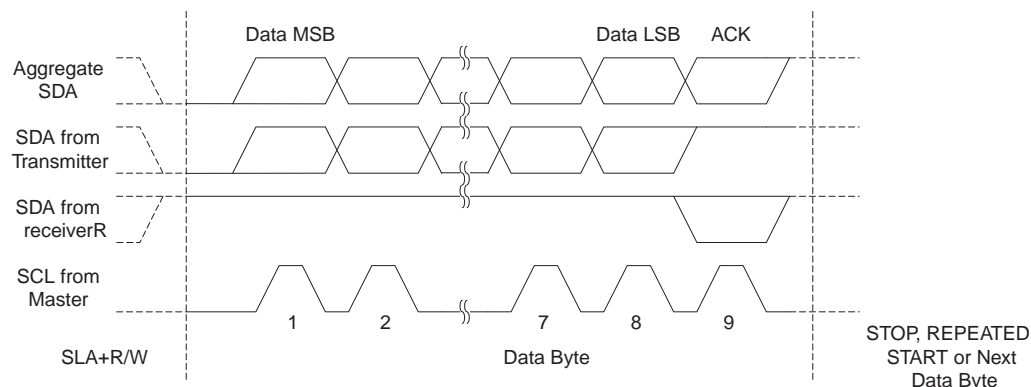 Data MSB
Data LSB
ACK
Aggregate
SDA
SDA from
Transmitter
SDA from
receiverR
SCL from
Master
1
2
7
8
9
SLA+R/W
Data Byte
STOP, REPEATED
START or Next
Data Byte